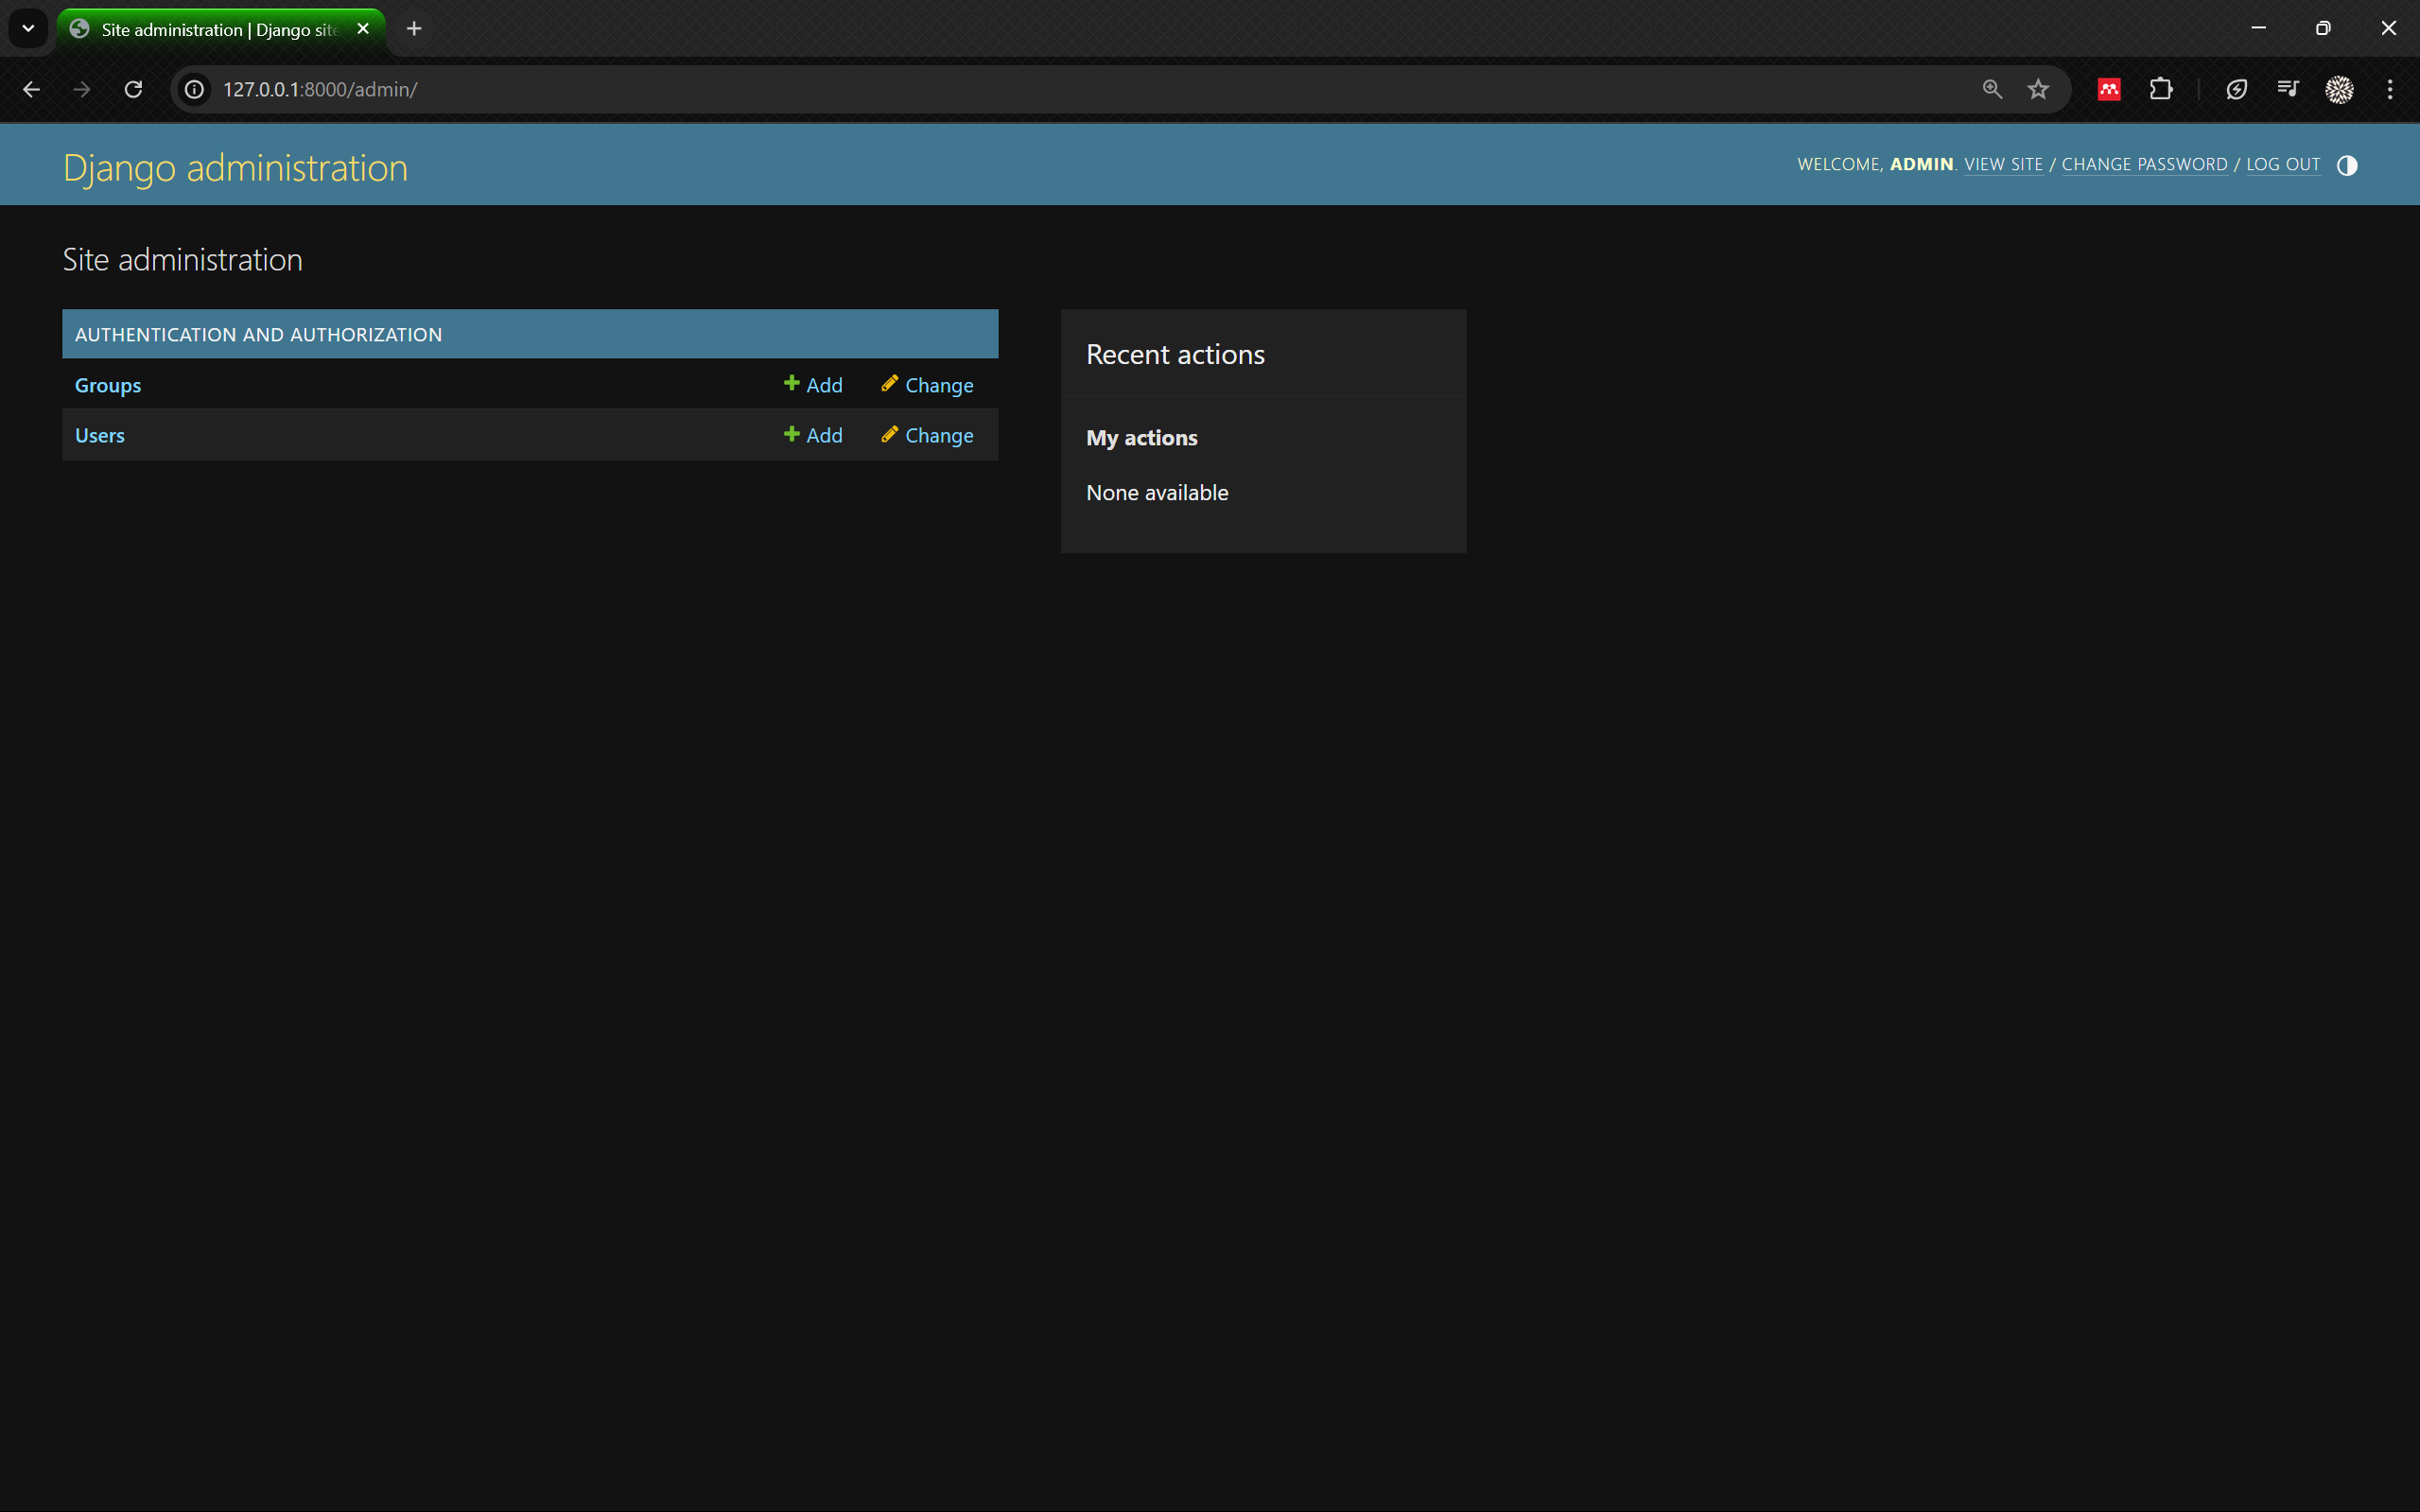 Site administration | Django site
127.0.0.1:8000/admin/
Django administration
WELCOME, ADMIN. VIEW SITE / CHANGE PASSWORD / LOG OUT
Site administration
AUTHENTICATION AND AUTHORIZATION
Groups Add Change
Users Add Change
Recent actions
My actions
None available